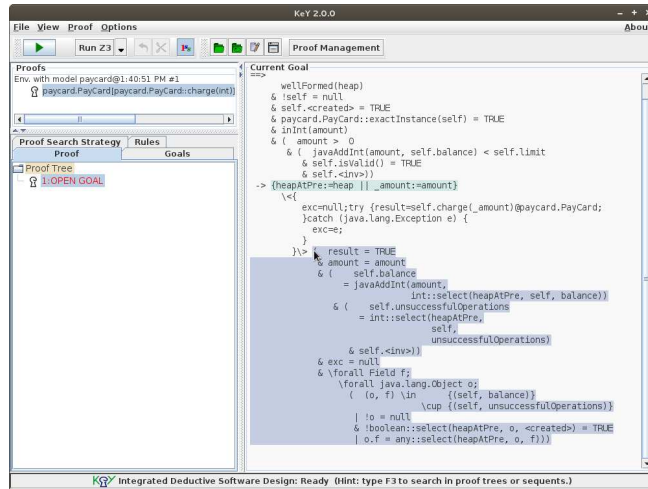 KeY 2.0.0
File View Proof Options
Abou
Run Z3
Proof Management
Proofs
Env. with model paycard@1:40:51 PM #1
paycard.PayCard[paycard.PayCard::charge(int)]
Proof Search Strategy Rules
Proof Goals
Proof Tree
1:OPEN GOAL
Current Goal
==>
wellFormed(heap)
& !self = null
& self.<created> = TRUE
& paycard.PayCard::exactInstance(self) = TRUE
& inInt(amount)
& ( amount > 0
& ( javaAddInt(amount, self.balance) < self.limit
& self.isValid() = TRUE
& self.<inv>))
-> {heapAtPre:=heap || _amount:=amount}
\<{
exc=null;try {result=self.charge(_amount)@paycard.PayCard;
}catch (java.lang.Exception e) {
exc=e;
}
}\> ( result = TRUE
& amount = amount
& ( self.balance
= javaAddInt(amount,
int::select(heapAtPre, self, balance))
& ( self.unsuccessfulOperations
= int::select(heapAtPre,
self,
unsuccessfulOperations)
& self.<inv>))
& exc = null
& \forall Field f;
\forall java.lang.Object o;
( (o, f) \in {(self, balance)}
\cup {(self, unsuccessfulOperations)}
| !o = null
& !boolean::select(heapAtPre, o, <created>) = TRUE
| o.f = any::select(heapAtPre, o, f)))
KeY Integrated Deductive Software Design: Ready (Hint: type F3 to search in proof trees or sequents.)